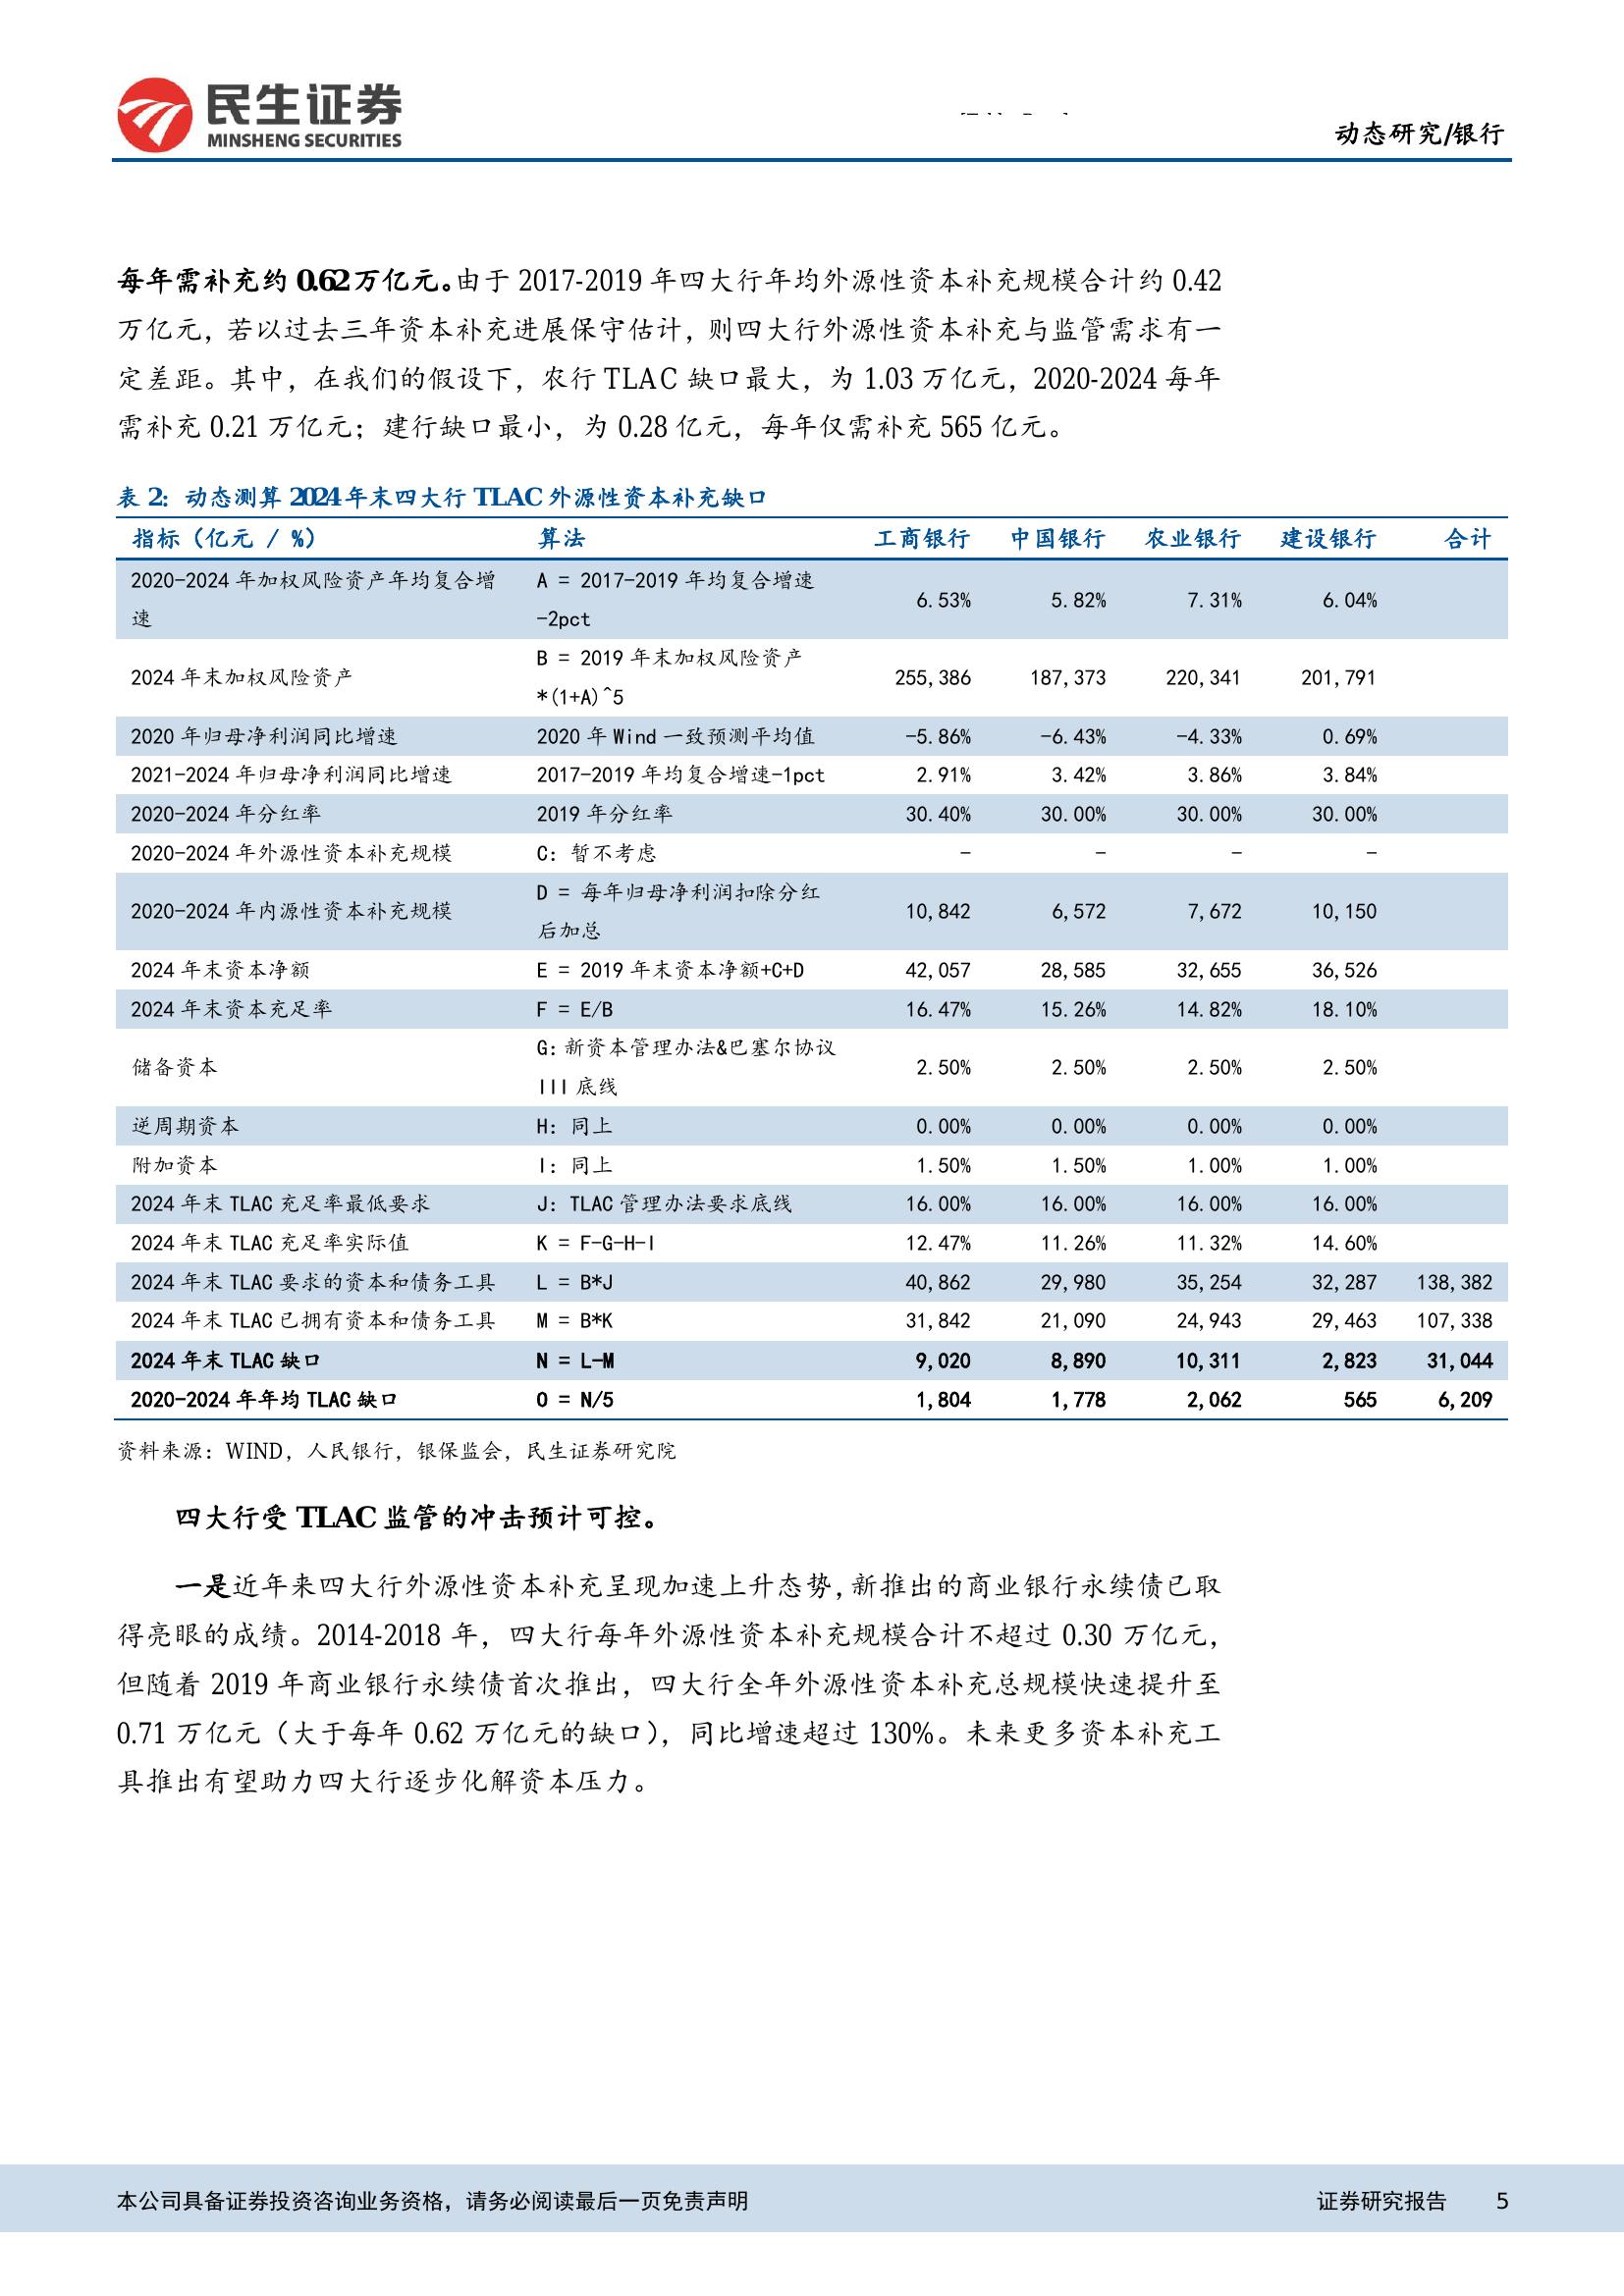 民生证券
MINSHENG SECURITIES
动态研究/银行
每年需补充约 0.62 万亿元。由于 2017-2019 年四大行年均外源性资本补充规模合计约 0.42
万亿元，若以过去三年资本补充进展保守估计，则四大行外源性资本补充与监管需求有一
定差距。其中，在我们的假设下，农行 TLAC 缺口最大，为 1.03 万亿元，2020-2024 每年
需补充 0.21 万亿元；建行缺口最小，为 0.28 亿元，每年仅需补充 565 亿元。
表 2：动态测算 2024 年末四大行 TLAC 外源性资本补充缺口
指标（亿元 / %） 算法 工商银行 中国银行 农业银行 建设银行 合计
2020-2024 年加权风险资产年均复合增
速 A = 2017-2019 年均复合增速
-2pct 6.53% 5.82% 7.31% 6.04%
2024 年末加权风险资产 B = 2019 年末加权风险资产
*(1+A)^5 255,386 187,373 220,341 201,791
2020 年归母净利润同比增速 2020 年 Wind 一致预测平均值 -5.86% -6.43% -4.33% 0.69%
2021-2024 年归母净利润同比增速 2017-2019 年均复合增速-1pct 2.91% 3.42% 3.86% 3.84%
2020-2024 年分红率 2019 年分红率 30.40% 30.00% 30.00% 30.00%
2020-2024 年外源性资本补充规模 C：暂不考虑 - - - -
2020-2024 年内源性资本补充规模 D = 每年归母净利润扣除分红
后加总 10,842 6,572 7,672 10,150
2024 年末资本净额 E = 2019 年末资本净额+C+D 42,057 28,585 32,655 36,526
2024 年末资本充足率 F = E/B 16.47% 15.26% 14.82% 18.10%
储备资本 G：新资本管理办法&巴塞尔协议
III 底线 2.50% 2.50% 2.50% 2.50%
逆周期资本 H：同上 0.00% 0.00% 0.00% 0.00%
附加资本 I：同上 1.50% 1.50% 1.00% 1.00%
2024 年末 TLAC 充足率最低要求 J：TLAC 管理办法要求底线 16.00% 16.00% 16.00% 16.00%
2024 年末 TLAC 充足率实际值 K = F-G-H-I 12.47% 11.26% 11.32% 14.60%
2024 年末 TLAC 要求的资本和债务工具 L = B*J 40,862 29,980 35,254 32,287 138,382
2024 年末 TLAC 已拥有资本和债务工具 M = B*K 31,842 21,090 24,943 29,463 107,338
2024 年末 TLAC 缺口 N = L-M 9,020 8,890 10,311 2,823 31,044
2020-2024 年年均 TLAC 缺口 O = N/5 1,804 1,778 2,062 565 6,209
资料来源：WIND，人民银行，银保监会，民生证券研究院
四大行受 TLAC 监管的冲击预计可控。
一是近年来四大行外源性资本补充呈现加速上升态势，新推出的商业银行永续债已取
得亮眼的成绩。2014-2018 年，四大行每年外源性资本补充规模合计不超过 0.30 万亿元，
但随着 2019 年商业银行永续债首次推出，四大行全年外源性资本补充总规模快速提升至
0.71 万亿元（大于每年 0.62 万亿元的缺口），同比增速超过 130%。未来更多资本补充工
具推出有望助力四大行逐步化解资本压力。
本公司具备证券投资咨询业务资格，请务必阅读最后一页免责声明 证券研究报告 5